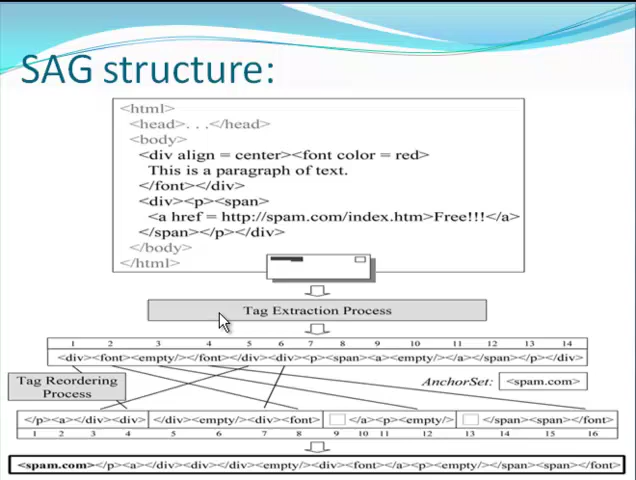 SAG structure:
<html>
<head>. . .</head>
<body>
<div align = center><font color = red>
This is a paragraph of text.
</font></div>
<div><p><span>
<a href = http://spam.com/index.htm>Free!!!</a>
</span></p></div>
</body>
</html>
Tag Extraction Process
1 2 3 4 5 6 7 8 9 10 11 12 13 14
<div><font><empty/></font></div><div><p><span><a><empty/></a></span></p></div>
Tag Reordering
Process
AnchorSet: <spam.com>
</p><a></div><div> </div><empty/><div><font> </a><p><empty/> </span><span></font>
1 2 3 4 5 6 7 8 9 10 11 12 13 14 15 16
<spam.com></p><a></div><div></div><empty/><div><font></a><p><empty/></span><span></font>